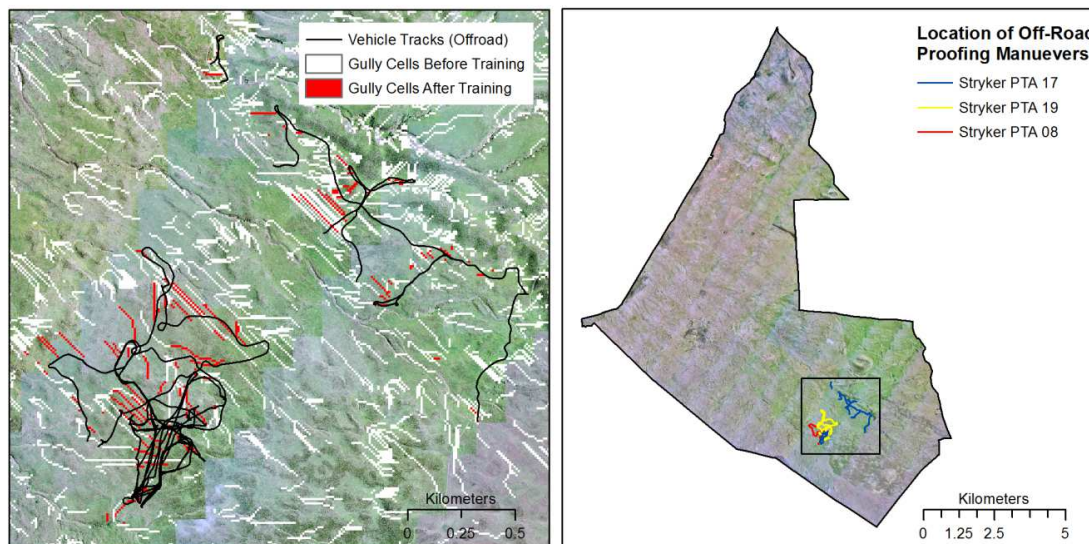 Vehicle Tracks (Offroad)
Gully Cells Before Training
Gully Cells After Training
Kilometers
0 0.25 0.5
Location of Off-Road
Proofing Manuevers
Stryker PTA 17
Stryker PTA 19
Stryker PTA 08
Kilometers
0 1.25 2.5 5